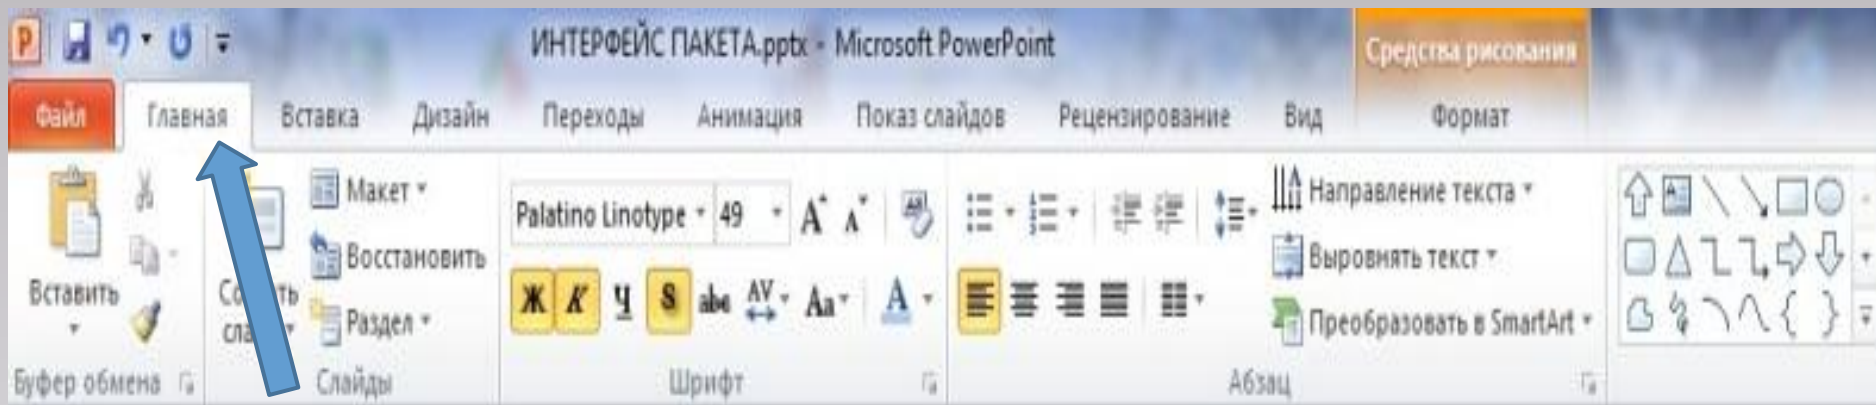 ИНТЕРФЕЙС ПАКЕТА.pptx - Microsoft PowerPoint
Средства рисования
Файл Главная Вставка Дизайн Переходы Анимация Показ слайдов Рецензирование Вид Формат
Вставить
Макет
Восстановить
Раздел
Palatino Linotype 49 A A
Ж К Ч S abc AV Aa A
Направление текста
Выровнять текст
Преобразовать в SmartArt
Буфер обмена Слайды Шрифт Абзац